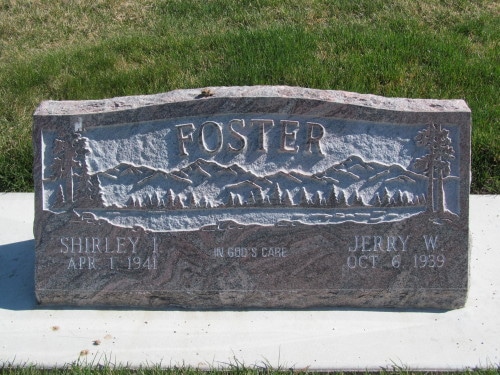 FOSTER
SHIRLEY I.
APR. 1, 1941
IN GOD'S CARE
JERRY W.
OCT. 6, 1939